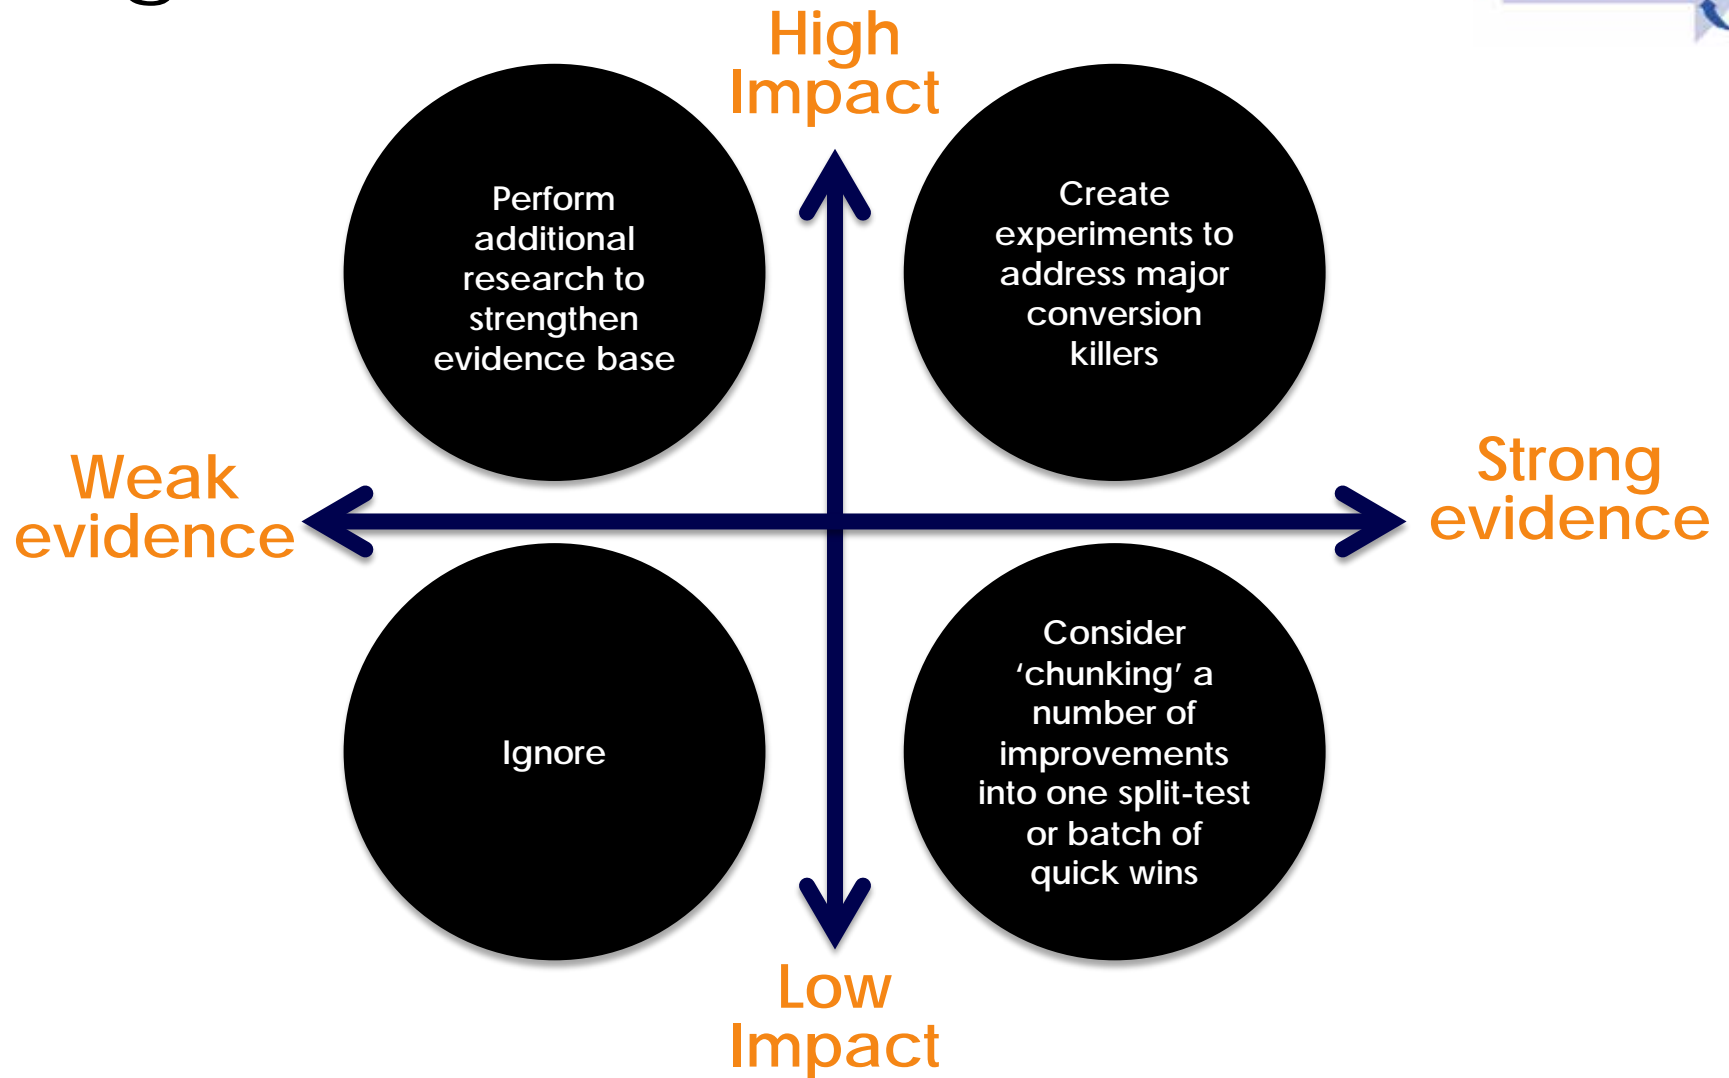 High
Impact
Perform
additional
research to
strengthen
evidence base
Create
experiments to
address major
conversion
killers
Weak
evidence
Strong
evidence
Ignore
Consider
‘chunking’ a
number of
improvements
into one split-test
or batch of
quick wins
Low
Impact